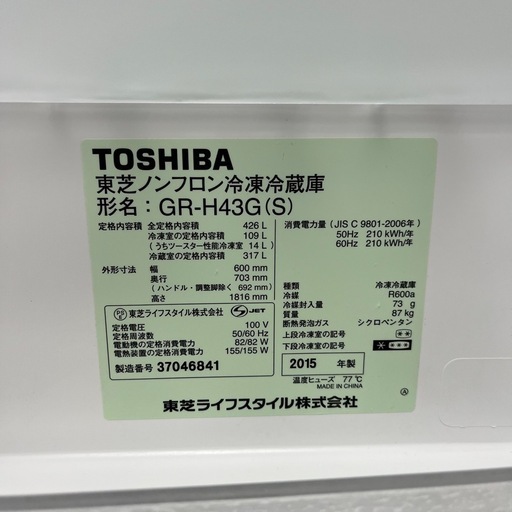 TOSHIBA
東芝ノンフロン冷凍冷蔵庫
形名：GR-H43G(S)
定格内容積 全定格内容積 426 L
冷凍室の定格内容積 109 L
(うちツースター性能冷凍室 14 L)
冷蔵室の定格内容積 317 L
外形寸法 幅 600 mm
奥行 703 mm
(ハンドル・調整脚除く 692 mm)
高さ 1816 mm
東芝ライフスタイル株式会社 JET
定格電圧 100 V
定格周波数 50/60 Hz
電動機の定格消費電力 82/82 W
電熱装置の定格消費電力 155/155 W
製造番号 37046841
消費電力量 (JIS C 9801-2006年)
50Hz 210 kWh/年
60Hz 210 kWh/年
種類 冷凍冷蔵庫
冷媒 R600a
冷媒封入量 73 g
質量 87 kg
断熱発泡ガス シクロペンタン
上段冷凍室の記号
下段冷凍室の記号
2015 年製
温度ヒューズ 77℃
MADE IN CHINA
A
東芝ライフスタイル株式会社